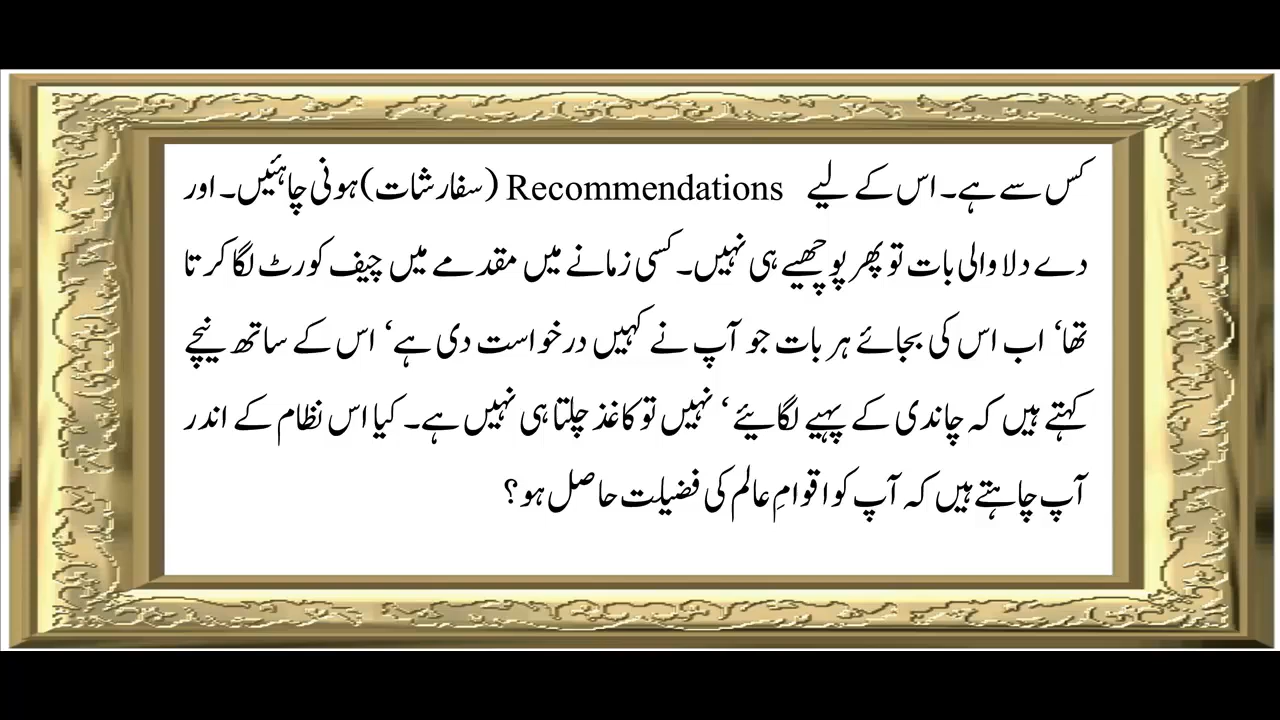 کس سے ہے۔ اس کے لیے Recommendations (سفارشات) ہونی چاہئیں۔ اور
دے دلا والی بات تو پھر پوچھیے ہی نہیں۔ کسی زمانے میں مقدمے میں چیف کورٹ لگا کرتا
تھا‘ اب اس کی بجائے ہر بات جو آپ نے کہیں درخواست دی ہے‘ اس کے ساتھ نیچے
کہتے ہیں کہ چاندی کے پہیے لگائیے‘ نہیں تو کاغذ چلتا ہی نہیں ہے۔ کیا اس نظام کے اندر
آپ چاہتے ہیں کہ آپ کو اقوامِ عالم کی فضیلت حاصل ہو؟